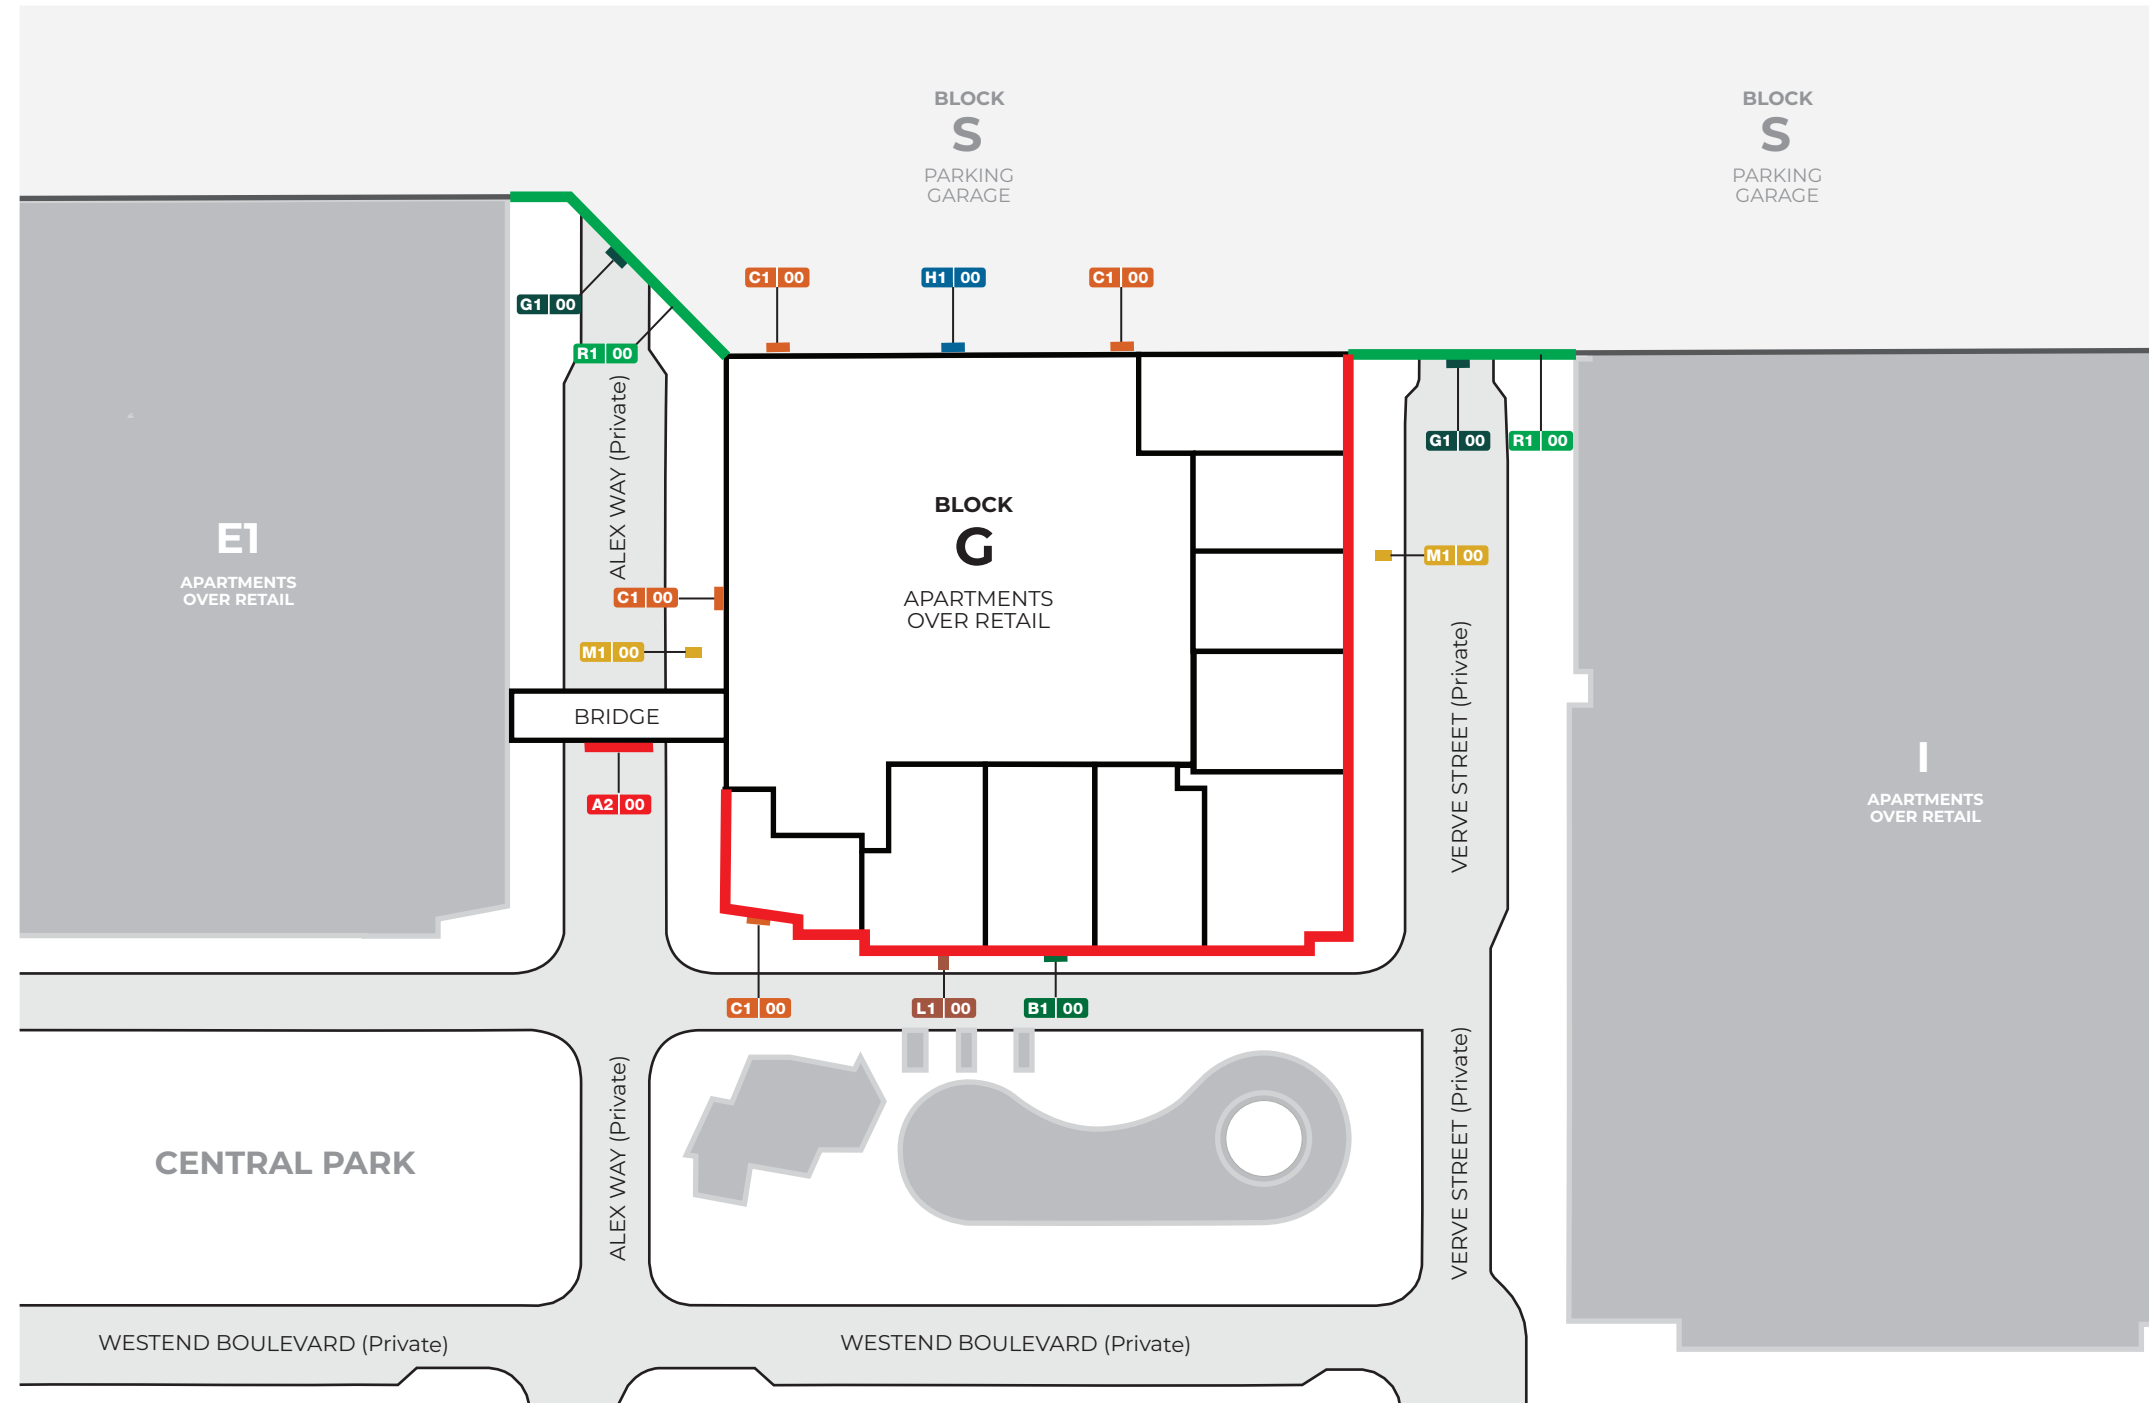 BLOCK
S
PARKING
GARAGE
BLOCK
S
PARKING
GARAGE
C1 00
H1 00
C1 00
G1 00
R1 00
ALEX WAY (Private)
G1 00
R1 00
BLOCK
G
APARTMENTS
OVER RETAIL
E1
APARTMENTS
OVER RETAIL
M1 00
C1 00
M1 00
BRIDGE
VERVE STREET (Private)
A2 00
I
APARTMENTS
OVER RETAIL
C1 00
L1 00
B1 00
CENTRAL PARK
ALEX WAY (Private)
VERVE STREET (Private)
WESTEND BOULEVARD (Private)
WESTEND BOULEVARD (Private)